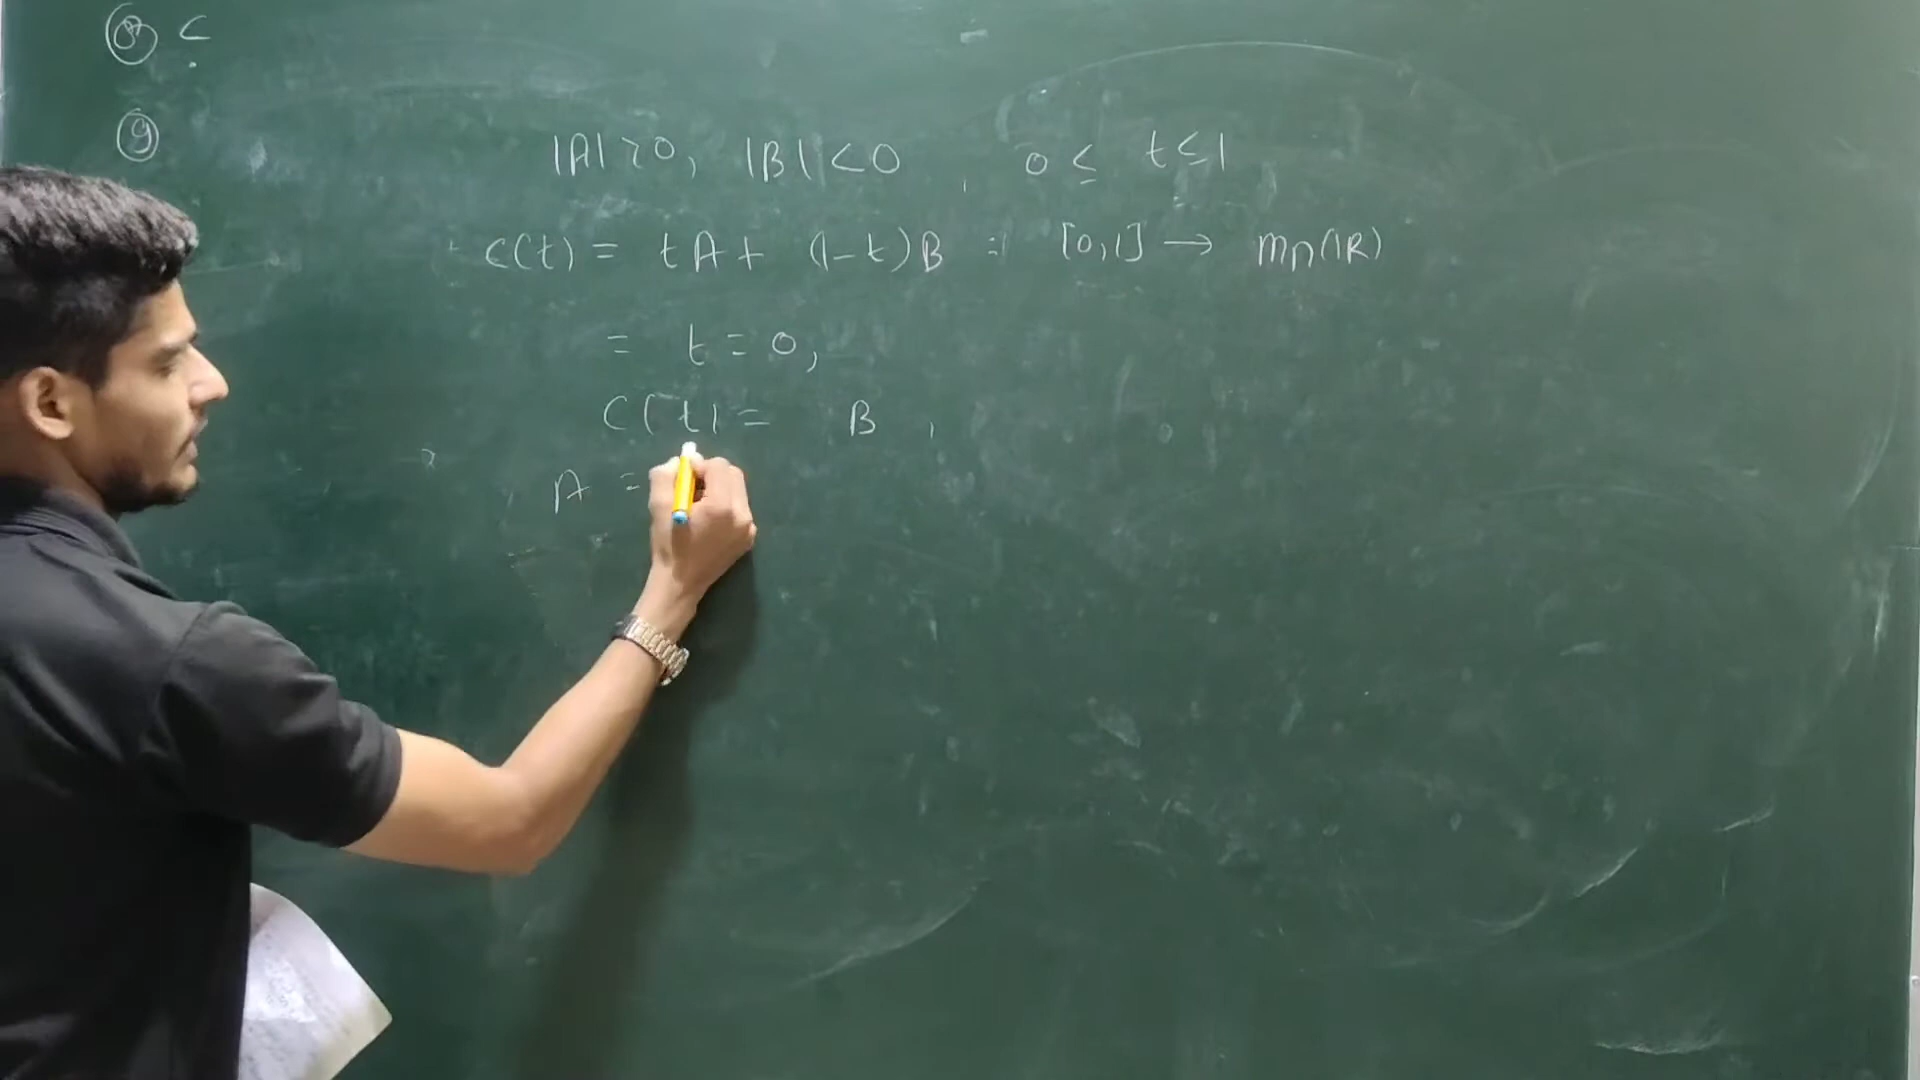 ⑧ C
⑨
|A| > 0, |B| < 0 , 0 ≤ t ≤ 1
C(t) = tA + (1-t)B : [0,1] → Mn(IR)
= t = 0,
C(t) = B ,
A =